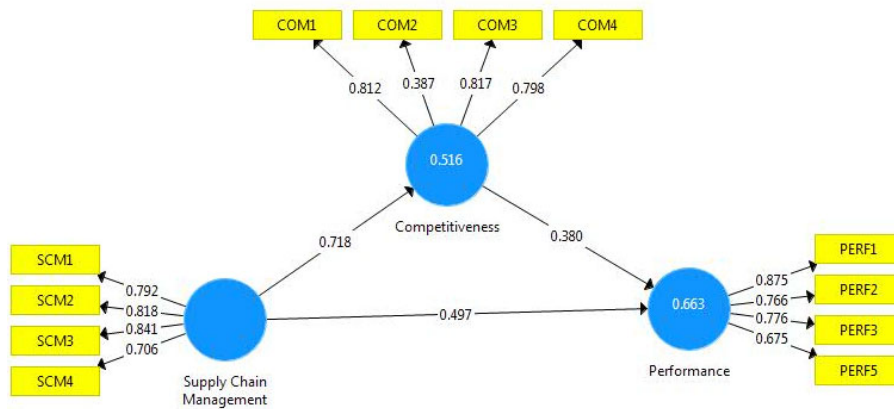 COM1 COM2 COM3 COM4
0.812 0.387 0.817 0.798
0.516
Competitiveness
0.718 0.380
SCM1
SCM2
SCM3
SCM4
0.792
0.818
0.841
0.706
Supply Chain
Management
0.497
0.663
Performance
0.875
0.766
0.776
0.675
PERF1
PERF2
PERF3
PERF5